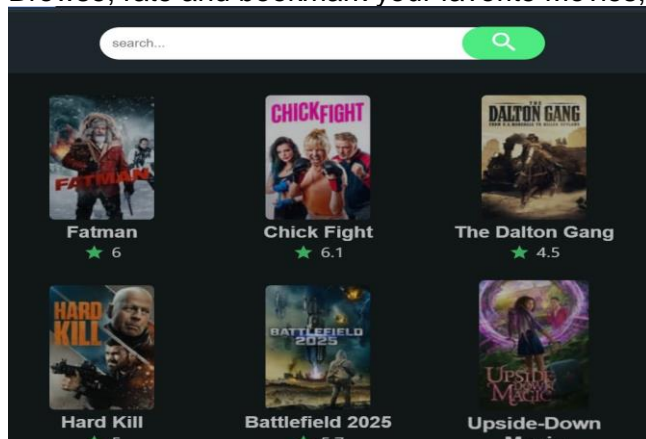 Browse, rate and bookmark your favorite movies,
search...
FATMAN
CHICKFIGHT
THE
DALTON GANG
Fatman
Chick Fight
The Dalton Gang
6
6.1
4.5
HARD
KILL
BATTLEFIELD
2025
UPSIDE-
DOWN
MAGIC
Hard Kill
Battlefield 2025
Upside-Down